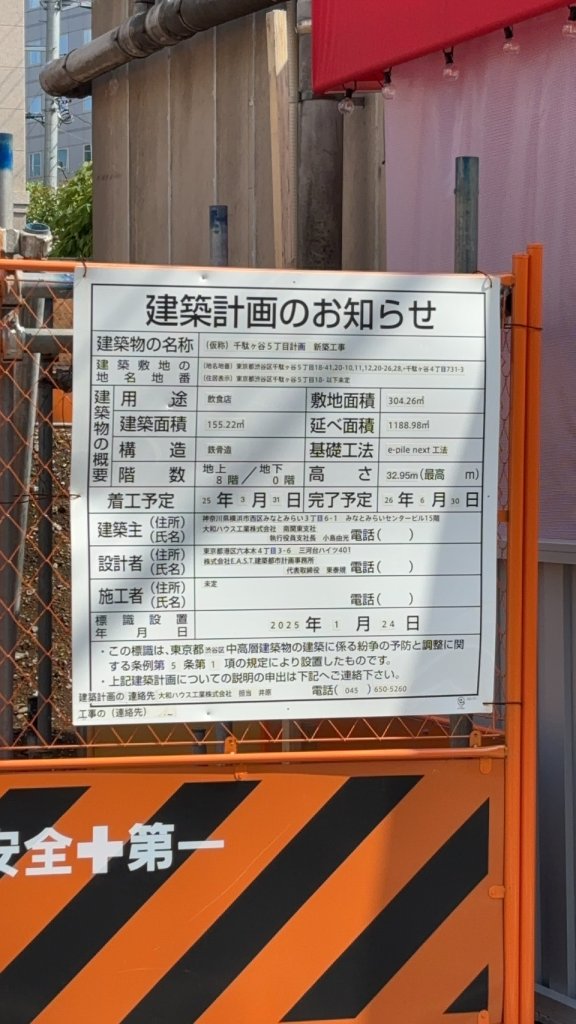 建築計画のお知らせ
建築物の名称 (仮称) 千駄ヶ谷5丁目計画 新築工事
建築敷地の地名地番 (地名地番) 東京都渋谷区千駄ヶ谷5丁目18-41,20-10,11,12,20-26,28,千駄ヶ谷4丁目731-3
(住居表示) 東京都渋谷区千駄ヶ谷5丁目18- 以下未定
建築物の概要
用途 飲食店 敷地面積 304.26㎡
建築面積 155.22㎡ 延べ面積 1188.98㎡
構造 鉄骨造 基礎工法 e-pile next 工法
階数 地上8階/地下0階 高さ 32.95m (最高 m)
着工予定 25年3月31日 完了予定 26年6月30日
建築主 (住所) 神奈川県横浜市西区みなとみらい3丁目6-1 みなとみらいセンタービル15階
(氏名) 大和ハウス工業株式会社 南関東支社
執行役員支社長 小島由光 電話( )
設計者 (住所) 東京都港区六本木4丁目3-6 三河台ハイツ401
(氏名) 株式会社E.A.S.T.建築都市計画事務所
代表取締役 東泰規 電話( )
施工者 (住所) 未定
(氏名) 電話( )
標識設置年月日 2025年1月24日
・この標識は、東京都渋谷区中高層建築物の建築に係る紛争の予防と調整に関
する条例第5条第1項の規定により設置したものです。
・上記建築計画についての説明の申出は下記へご連絡下さい。
建築計画の 連絡先 大和ハウス工業株式会社 担当 井原 電話(045)650-5260
工事の(連絡先)
安全✚第一